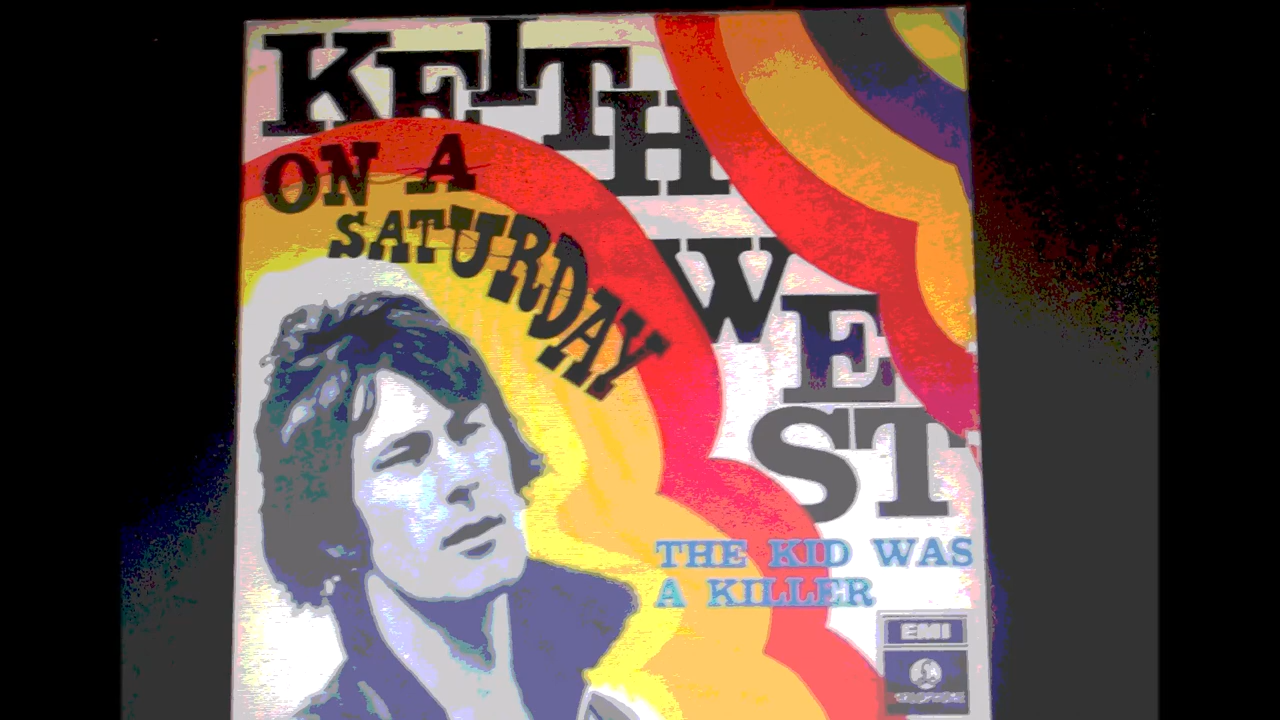 KEITH
WEST
ON A
SATURDAY
THE KID WAS
A KILLER
EMI